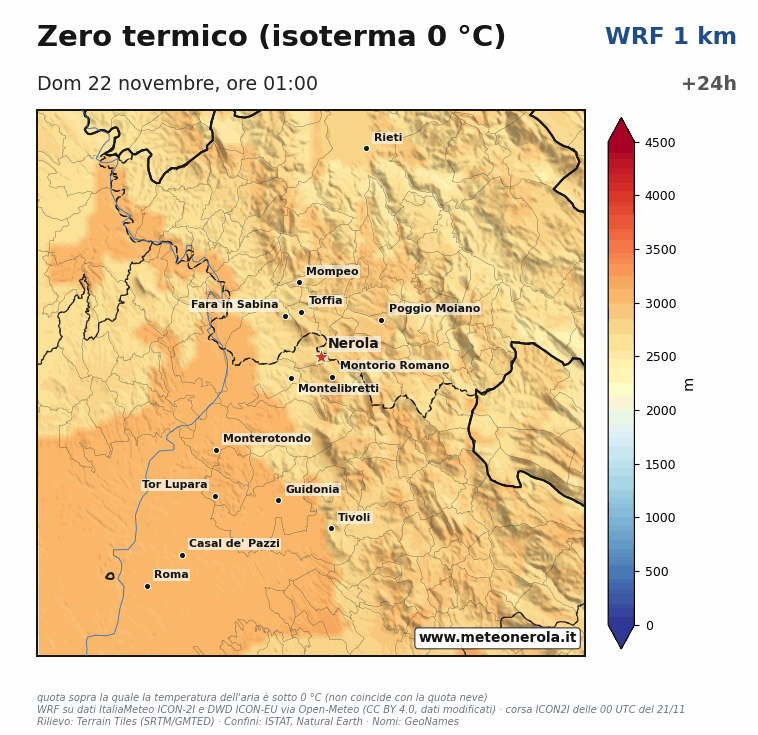 Zero termico (isoterma 0 °C)
WRF 1 km
Dom 22 novembre, ore 01:00
+24h
Rieti
Mompeo
Toffia
Fara in Sabina
Poggio Moiano
Nerola
Montorio Romano
Montelibretti
Monterotondo
Tor Lupara
Guidonia
Tivoli
Casal de' Pazzi
Roma
www.meteonerola.it
4500
4000
3500
3000
2500
2000
1500
1000
500
0
m
quota sopra la quale la temperatura dell'aria è sotto 0 °C (non coincide con la quota neve)
WRF su dati ItaliaMeteo ICON-2I e DWD ICON-EU via Open-Meteo (CC BY 4.0, dati modificati) · corsa ICON2I delle 00 UTC del 21/11
Rilievo: Terrain Tiles (SRTM/GMTED) · Confini: ISTAT, Natural Earth · Nomi: GeoNames